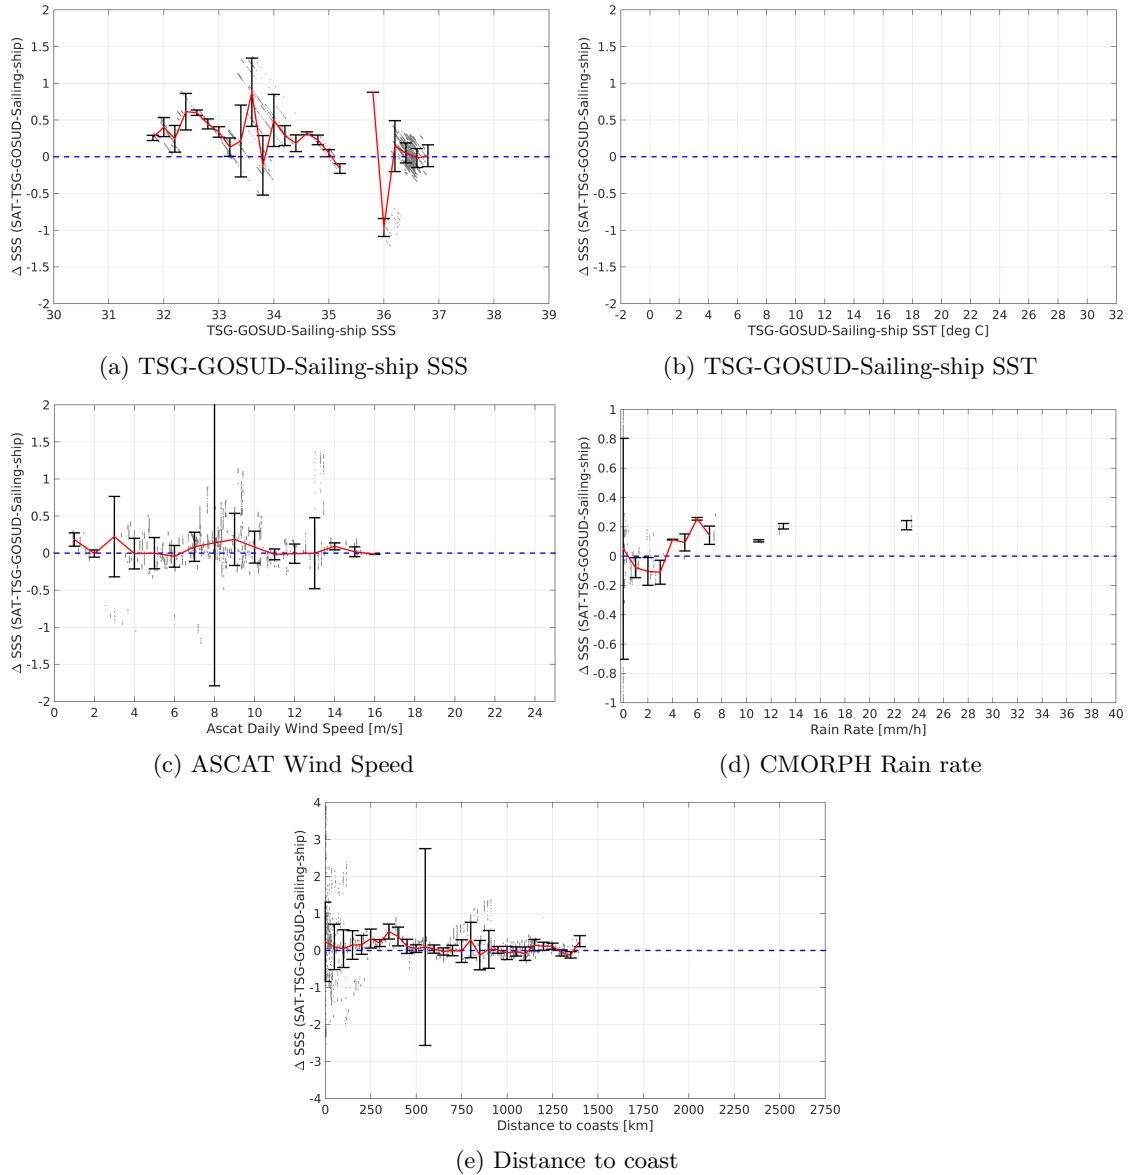 2
1.5
1
0.5
0
-0.5
-1
-1.5
-2
Δ SSS (SAT-TSG-GOSUD-Sailing-ship)
30 31 32 33 34 35 36 37 38 39
TSG-GOSUD-Sailing-ship SSS
(a) TSG-GOSUD-Sailing-ship SSS
2
1.5
1
0.5
0
-0.5
-1
-1.5
-2
Δ SSS (SAT-TSG-GOSUD-Sailing-ship)
-2 0 2 4 6 8 10 12 14 16 18 20 22 24 26 28 30 32
TSG-GOSUD-Sailing-ship SST [deg C]
(b) TSG-GOSUD-Sailing-ship SST
2
1.5
1
0.5
0
-0.5
-1
-1.5
-2
Δ SSS (SAT-TSG-GOSUD-Sailing-ship)
0 2 4 6 8 10 12 14 16 18 20 22 24
Ascat Daily Wind Speed [m/s]
(c) ASCAT Wind Speed
1
0.8
0.6
0.4
0.2
0
-0.2
-0.4
-0.6
-0.8
-1
Δ SSS (SAT-TSG-GOSUD-Sailing-ship)
0 2 4 6 8 10 12 14 16 18 20 22 24 26 28 30 32 34 36 38 40
Rain Rate [mm/h]
(d) CMORPH Rain rate
4
3
2
1
0
-1
-2
-3
-4
Δ SSS (SAT-TSG-GOSUD-Sailing-ship)
0 250 500 750 1000 1250 1500 1750 2000 2250 2500 2750
Distance to coasts [km]
(e) Distance to coast